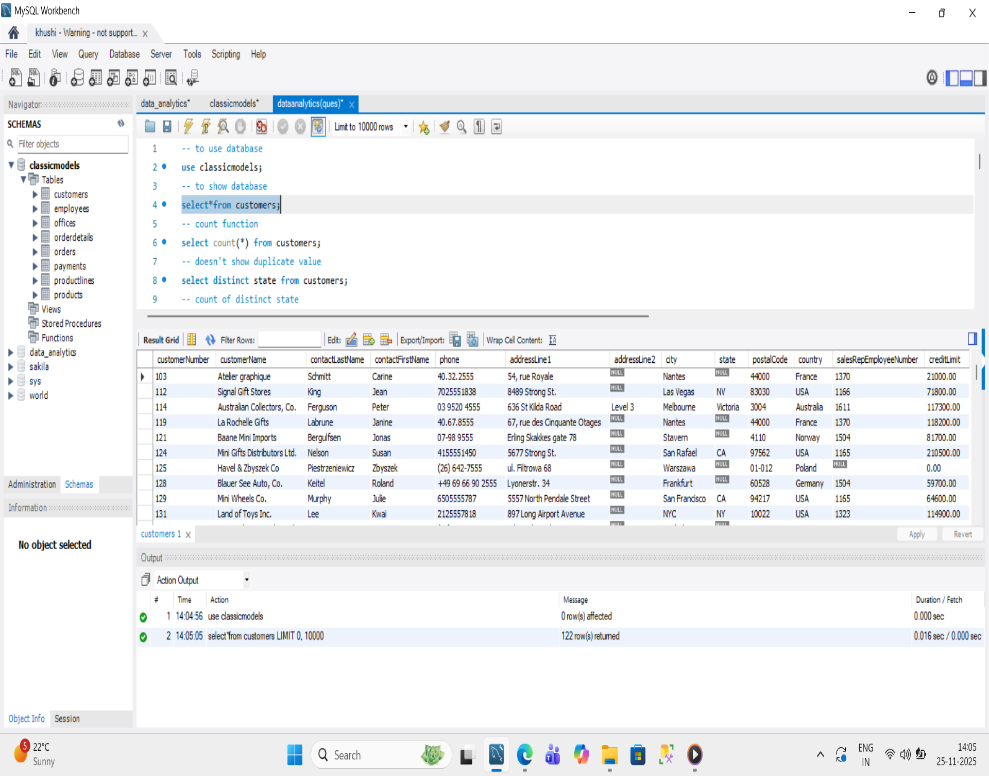 MySQL Workbench
khushi - Warning - not support... x
File Edit View Query Database Server Tools Scripting Help
Navigator
data_analytics* classicmodels* dataanalytics(ques)* x
SCHEMAS
Filter objects
Limit to 10000 rows
classicmodels
Tables
customers
employees
offices
orderdetails
orders
payments
productlines
products
Views
Stored Procedures
Functions
data_analytics
sakila
sys
world
1 -- to use database
2 use classicmodels;
3 -- to show database
4 select*from customers;
5 -- count function
6 select count(*) from customers;
7 -- doesn't show duplicate value
8 select distinct state from customers;
9 -- count of distinct state
Result Grid Filter Rows: Edit: Export/Import: Wrap Cell Content:
customerNumber customerName contactLastName contactFirstName phone addressLine1 addressLine2 city state postalCode country salesRepEmployeeNumber creditLimit
103 Atelier graphique Schmitt Carine 40.32.2555 54, rue Royale NULL Nantes NULL 44000 France 1370 21000.00
112 Signal Gift Stores King Jean 7025551838 8489 Strong St. NULL Las Vegas NV 83030 USA 1166 71800.00
114 Australian Collectors, Co. Ferguson Peter 03 9520 4555 636 St Kilda Road Level 3 Melbourne Victoria 3004 Australia 1611 117300.00
119 La Rochelle Gifts Labrune Janine 40.67.8555 67, rue des Cinquante Otages NULL Nantes NULL 44000 France 1370 118200.00
121 Baane Mini Imports Bergulfsen Jonas 07-98 9555 Erling Skakkes gate 78 NULL Stavern NULL 4110 Norway 1504 81700.00
124 Mini Gifts Distributors Ltd. Nelson Susan 4155551450 5677 Strong St. NULL San Rafael CA 97562 USA 1165 210500.00
125 Havel & Zbyszek Co Piestrzeniewicz Zbyszek (26) 642-7555 ul. Filtrowa 68 NULL Warszawa NULL 01-012 Poland NULL 0.00
128 Blauer See Auto, Co. Keitel Roland +49 69 66 90 2555 Lyonerstr. 34 NULL Frankfurt NULL 60528 Germany 1504 59700.00
129 Mini Wheels Co. Murphy Julie 6505555787 5557 North Pendale Street NULL San Francisco CA 94217 USA 1165 64600.00
131 Land of Toys Inc. Lee Kwai 2125557818 897 Long Airport Avenue NULL NYC NY 10022 USA 1323 114900.00
customers 1 x Apply Revert
Administration Schemas
Information
No object selected
Output
Action Output
# Time Action Message Duration / Fetch
1 14:04:56 use classicmodels 0 row(s) affected 0.000 sec
2 14:05:05 select*from customers LIMIT 0, 10000 122 row(s) returned 0.016 sec / 0.000 sec
Object Info Session
5
22°C
Sunny
Search
ENG
IN
14:05
25-11-2025